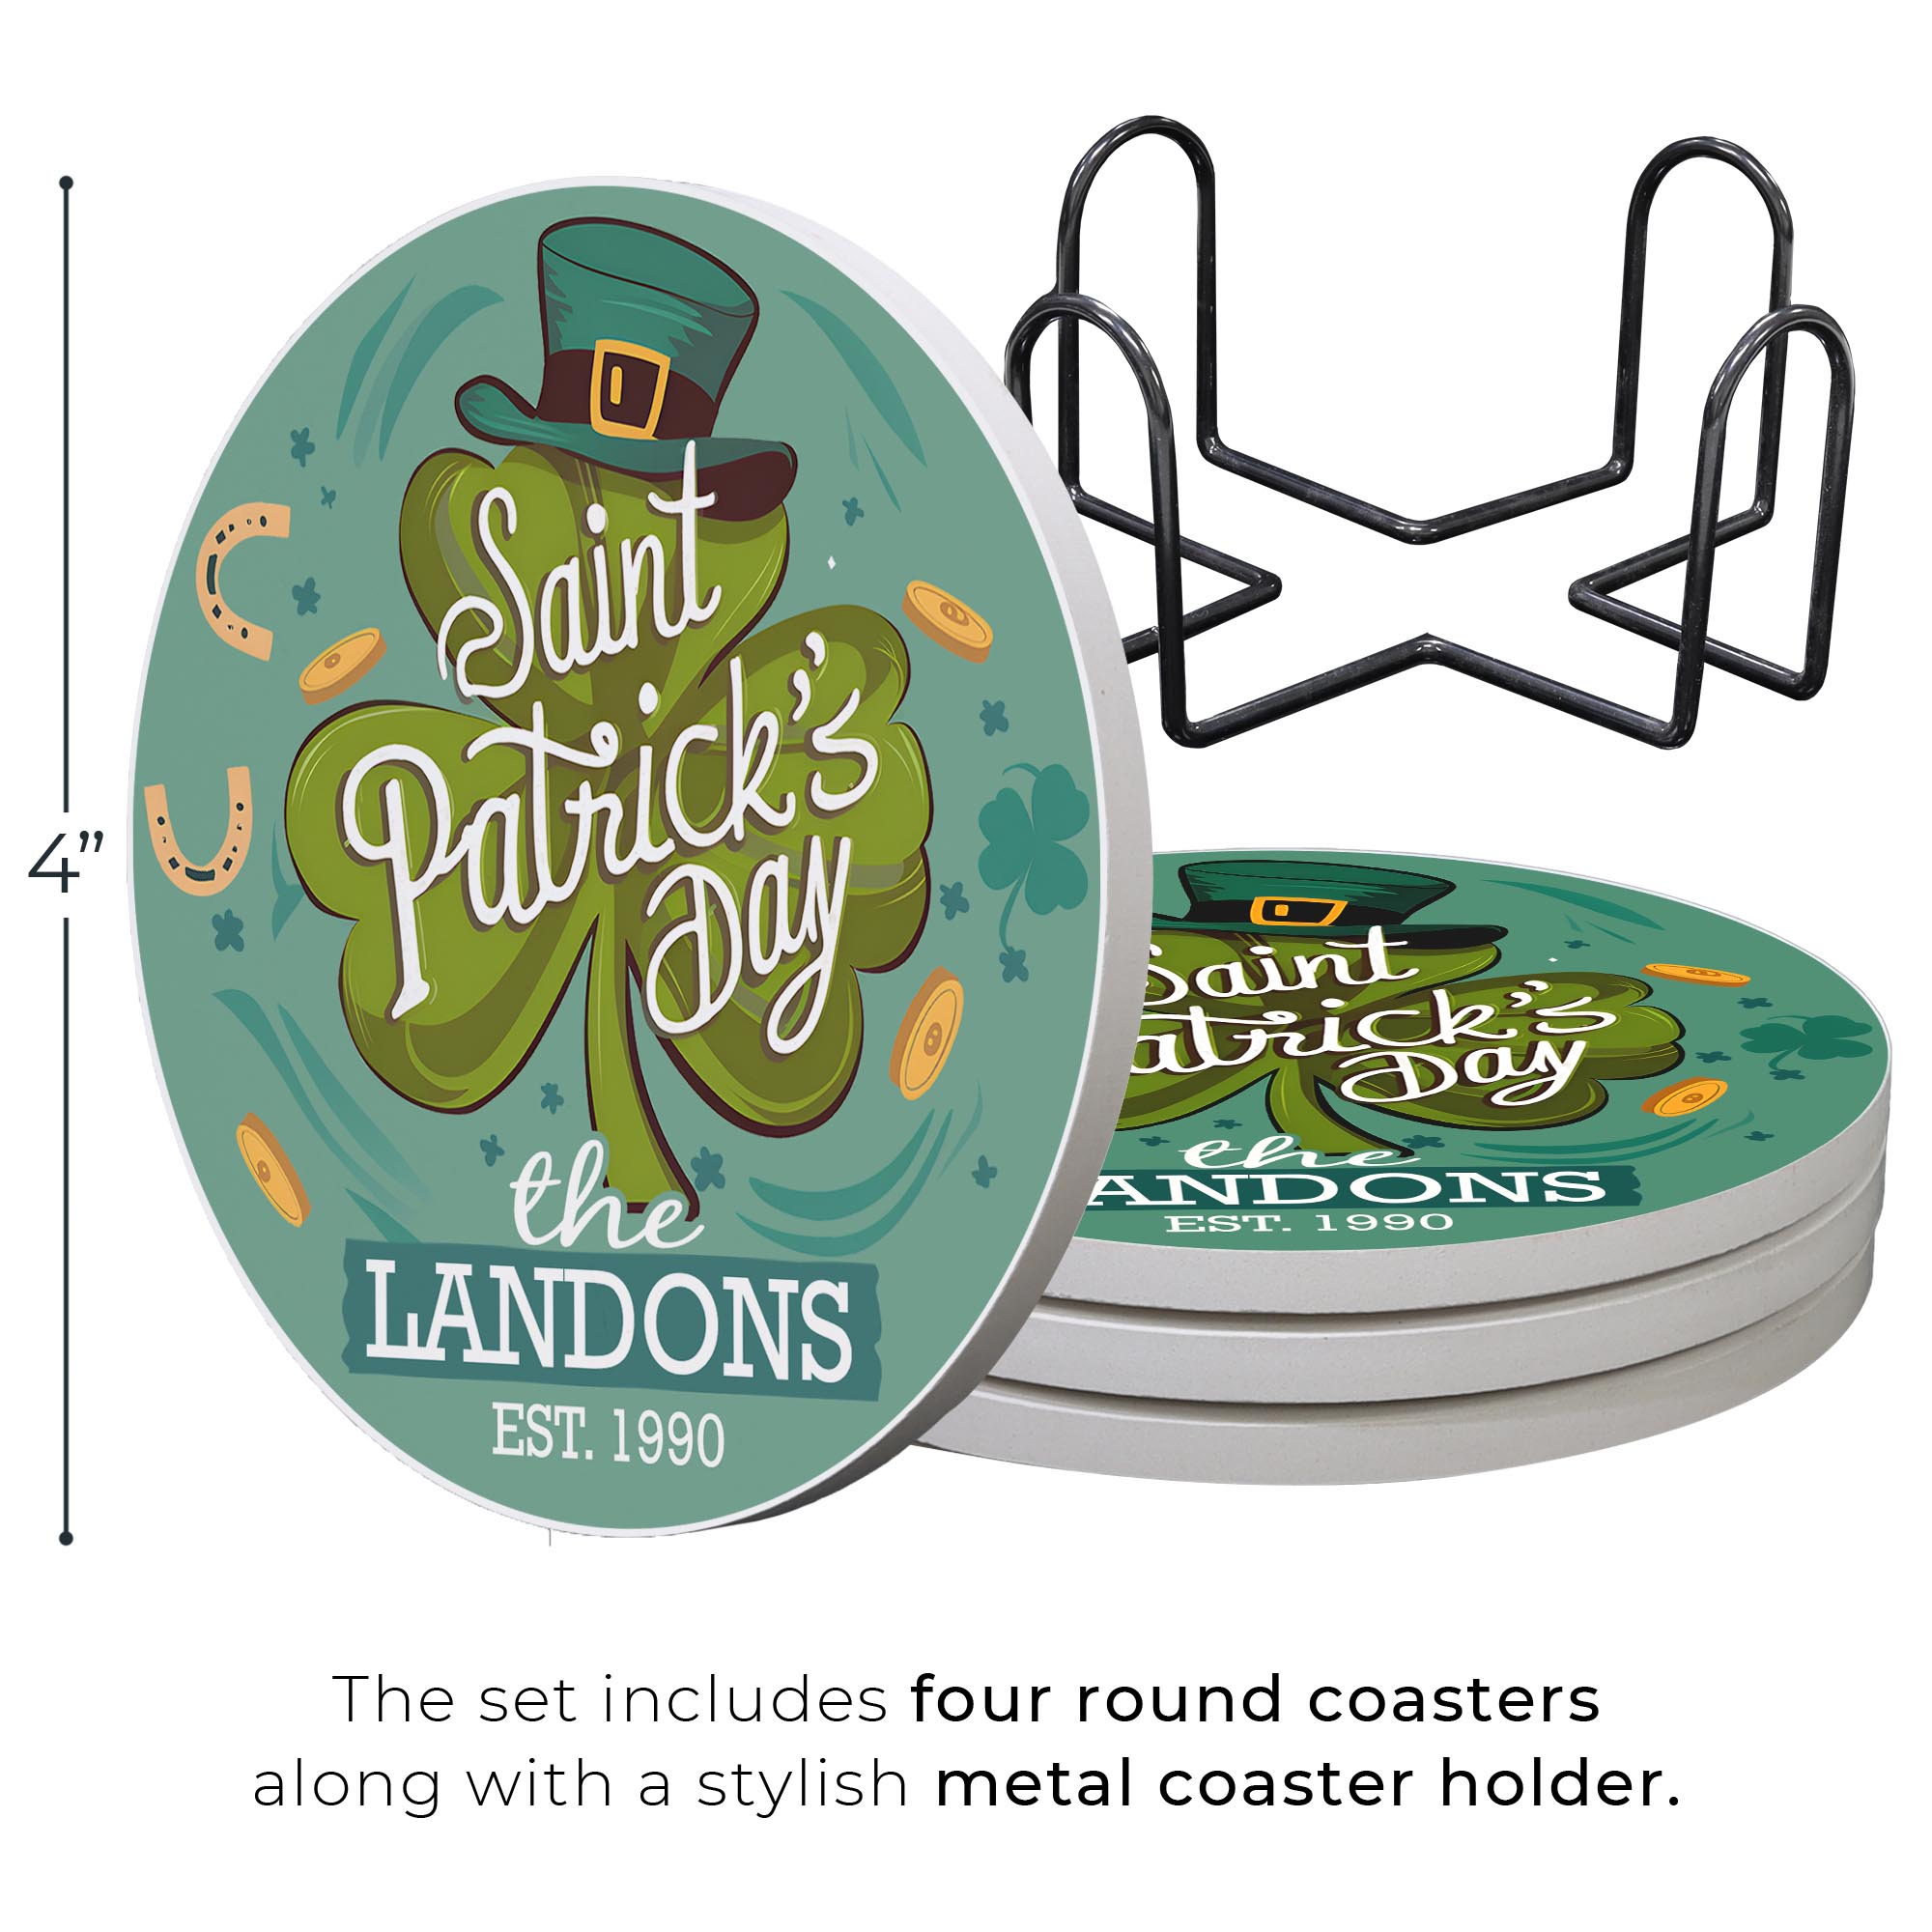 4”
Saint
Patrick's
Day
the
LANDONS
EST. 1990
Saint
atrick's
Day
the
ANDONS
EST. 1990
The set includes four round coasters
along with a stylish metal coaster holder.